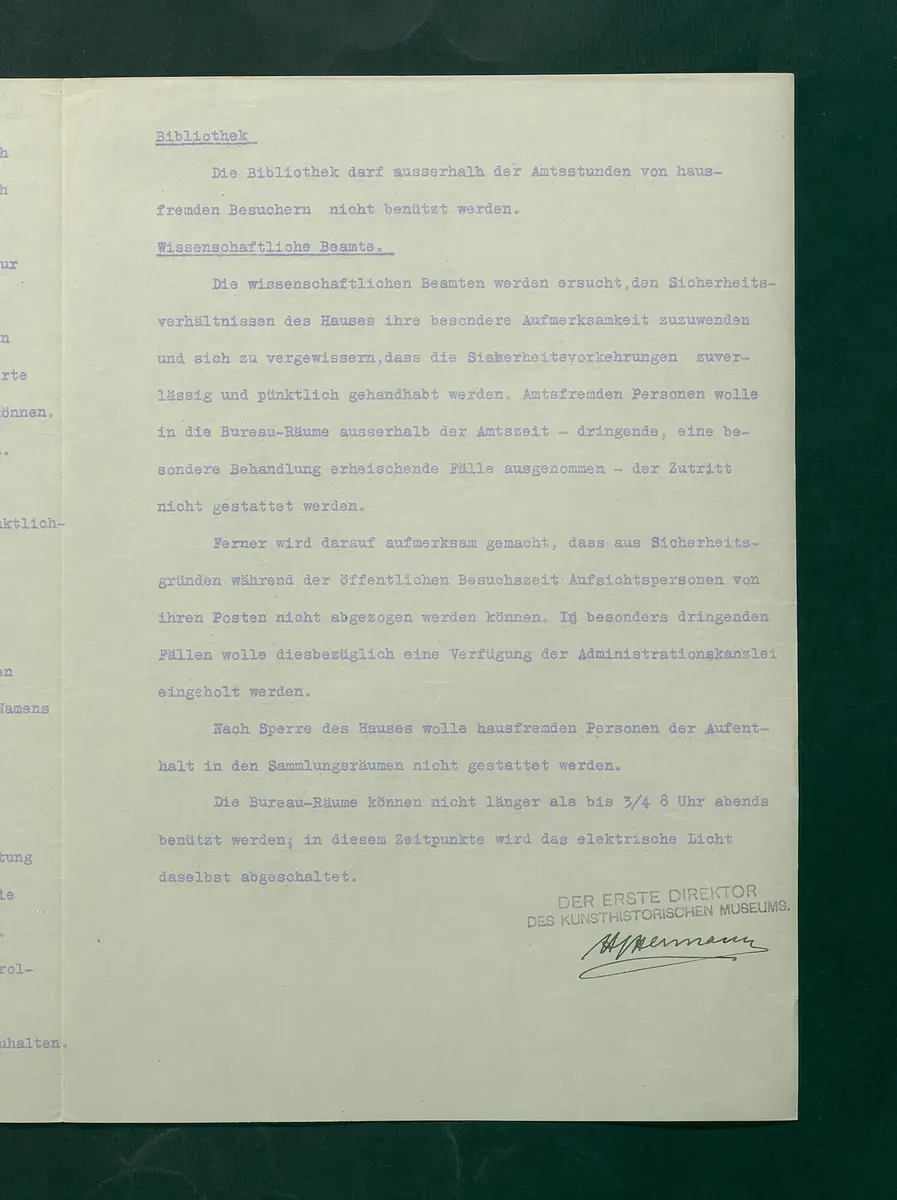 h
h
ur
n
rte
können.
.
nktlich-
en
Namens
tung
ie
.
rol-
uhalten.
Bibliothek
Die Bibliothek darf ausserhalh der Amtsstunden von haus-
fremden Besuchern nicht benützt werden.
Wissenschaftliche Beamte.
Die wissenschaftlichen Beamten werden ersucht,den Sicherheits-
verhältnissen des Hauses ihre besondere Aufmerksamkeit zuzuwenden
und sich zu vergewissern,dass die Sicherheitsvorkehrungen zuver-
lässig und pünktlich gehandhabt werden. Amtsfremden Personen wolle
in die Bureau-Räume ausserhalb der Amtszeit - dringende, eine be-
sondere Behandlung erheischende Fälle ausgenommen - der Zutritt
nicht gestattet werden.
Ferner wird darauf aufmerksam gemacht, dass aus Sicherheits-
gründen während der öffentlichen Besuchszeit Aufsichtspersonen von
ihren Posten nicht abgezogen werden können. In besonders dringenden
Fällen wolle diesbezüglich eine Verfügung der Administrationskanzlei
eingeholt werden.
Nach Sperre des Hauses wolle hausfremden Personen der Aufent-
halt in den Sammlungsräumen nicht gestattet werden.
Die Bureau-Räume können nicht länger als bis 3/4 8 Uhr abends
benützt werden; in diesem Zeitpunkte wird das elektrische Licht
daselbst abgeschaltet.
DER ERSTE DIREKTOR
DES KUNSTHISTORISCHEN MUSEUMS.
HJHermann